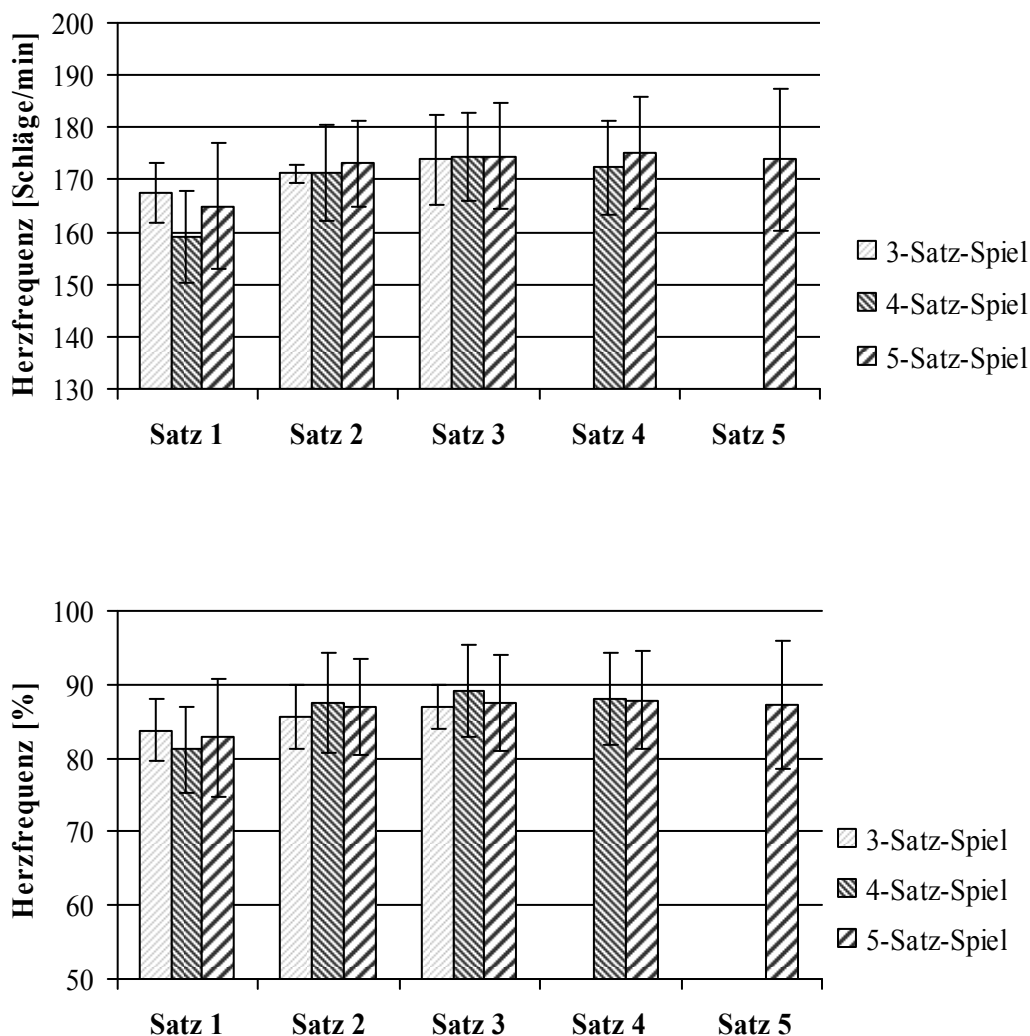 Herzfrequenz [Schläge/min]
200
190
180
170
160
150
140
130
Satz 1 Satz 2 Satz 3 Satz 4 Satz 5
3-Satz-Spiel
4-Satz-Spiel
5-Satz-Spiel
Herzfrequenz [%]
100
90
80
70
60
50
Satz 1 Satz 2 Satz 3 Satz 4 Satz 5
3-Satz-Spiel
4-Satz-Spiel
5-Satz-Spiel